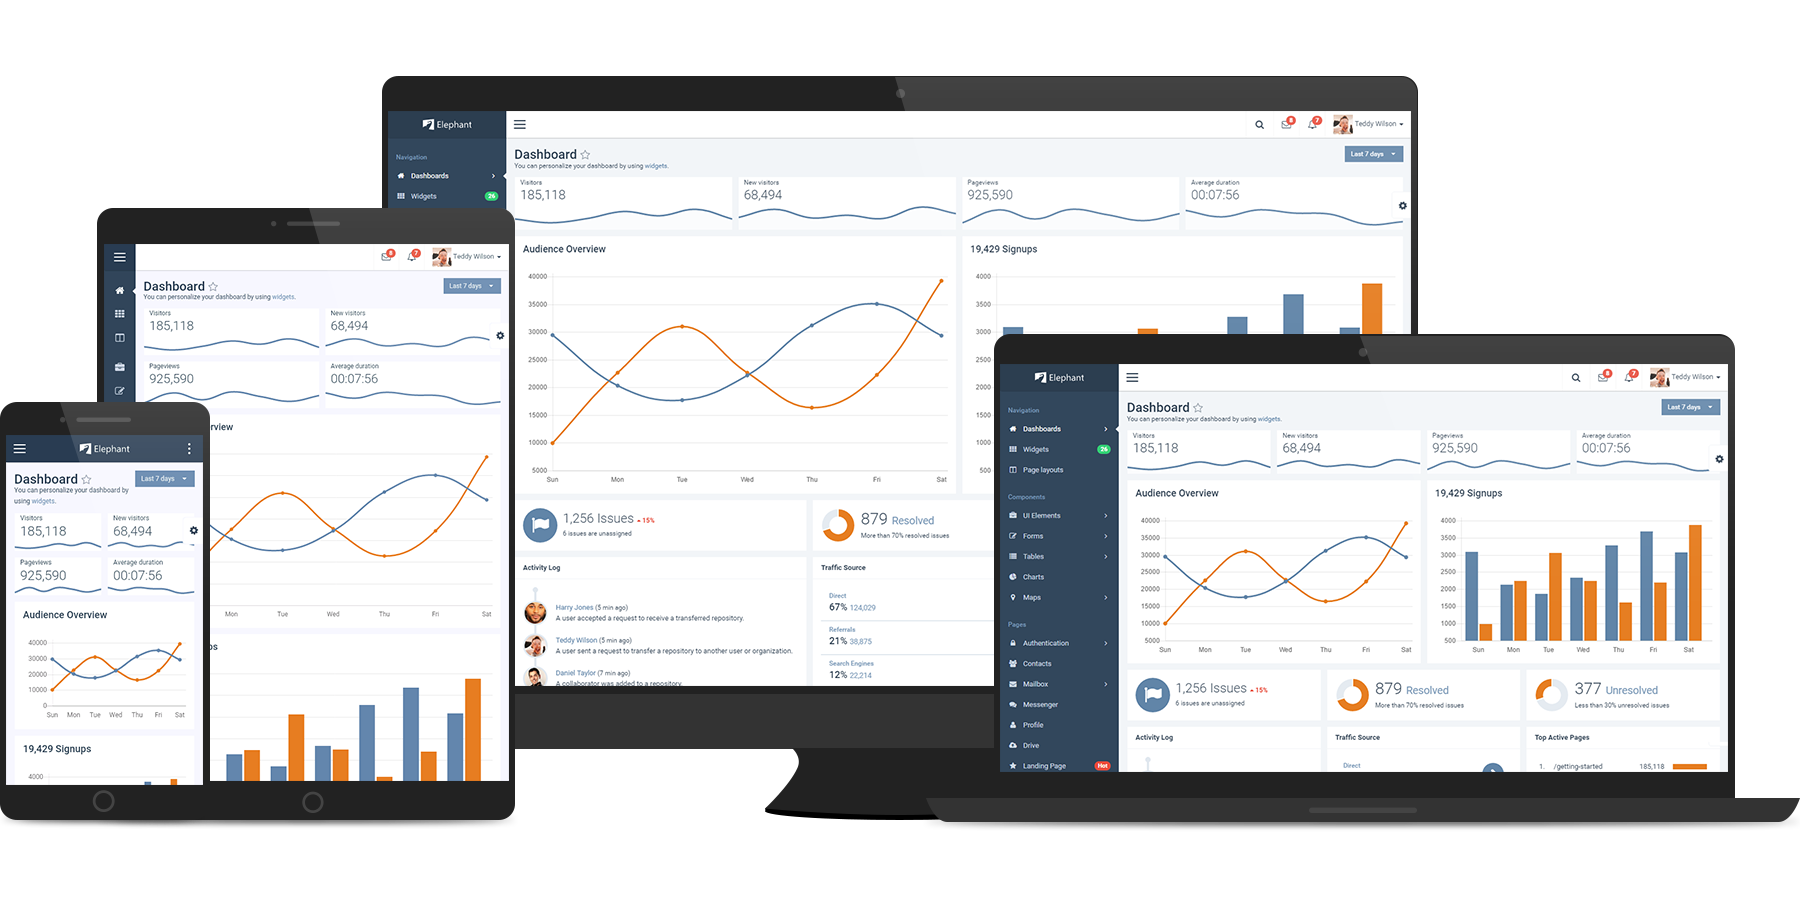 Elephant
8
7
Teddy Wilson
Navigation
Dashboards
Widgets
26
Dashboard
You can personalize your dashboard by using widgets.
Last 7 days
Visitors
185,118
New visitors
68,494
Pageviews
925,590
Average duration
00:07:56
Audience Overview
40000
35000
30000
25000
20000
15000
10000
5000
Sun Mon Tue Wed Thu Fri Sat
19,429 Signups
4000
3500
3000
2500
2000
1500
1000
500
1,256 Issues 15%
6 issues are unassigned
879 Resolved
More than 70% resolved issues
Activity Log
Harry Jones (5 min ago)
A user accepted a request to receive a transferred repository.
Teddy Wilson (5 min ago)
A user sent a request to transfer a repository to another user or organization.
Daniel Taylor (7 min ago)
A collaborator was added to a repository.
Traffic Source
Direct
67% 124,029
Referrals
21% 38,875
Search Engines
12% 22,214
8
7
Teddy Wilson
Dashboard
You can personalize your dashboard by using widgets.
Last 7 days
Visitors
185,118
New visitors
68,494
Pageviews
925,590
Average duration
00:07:56
rview
Mon Tue Wed Thu Fri Sat
ps
Elephant
Dashboard
You can personalize your dashboard by
using widgets.
Last 7 days
Visitors
185,118
New visitors
68,494
Pageviews
925,590
Average duration
00:07:56
Audience Overview
40000
30000
20000
10000
0
Sun Mon Tue Wed Thu Fri Sat
19,429 Signups
4000
Elephant
8
7
Teddy Wilson
Navigation
Dashboards
Widgets
26
Page layouts
Components
UI Elements
Forms
Tables
Charts
Maps
Pages
Authentication
Contacts
Mailbox
Messenger
Profile
Drive
Landing Page
Hot
Dashboard
You can personalize your dashboard by using widgets.
Last 7 days
Visitors
185,118
New visitors
68,494
Pageviews
925,590
Average duration
00:07:56
Audience Overview
40000
35000
30000
25000
20000
15000
10000
5000
Sun Mon Tue Wed Thu Fri Sat
19,429 Signups
4000
3500
3000
2500
2000
1500
1000
500
Sun Mon Tue Wed Thu Fri Sat
1,256 Issues 15%
6 issues are unassigned
879 Resolved
More than 70% resolved issues
377 Unresolved
Less than 30% unresolved issues
Activity Log
Traffic Source
Direct
Top Active Pages
1. /getting-started 185,118